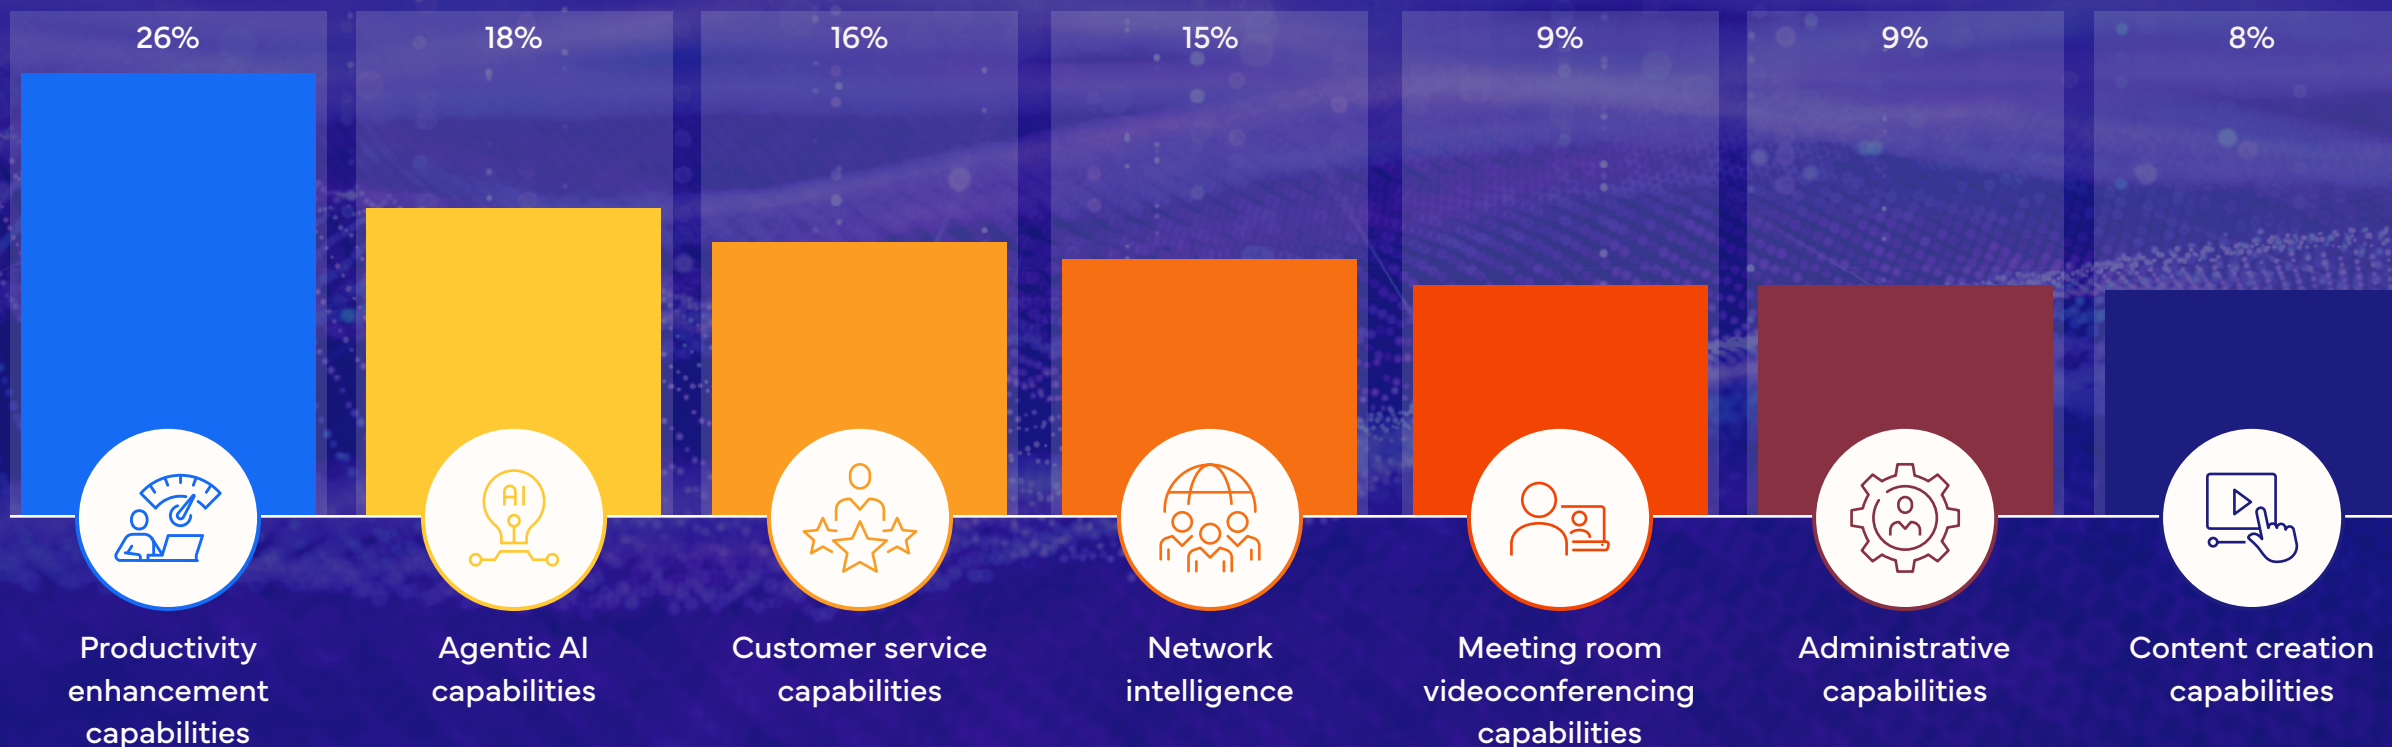 26%
18%
16%
15%
9%
9%
8%
AI
Productivity
enhancement
capabilities
Agentic AI
capabilities
Customer service
capabilities
Network
intelligence
Meeting room
videoconferencing
capabilities
Administrative
capabilities
Content creation
capabilities